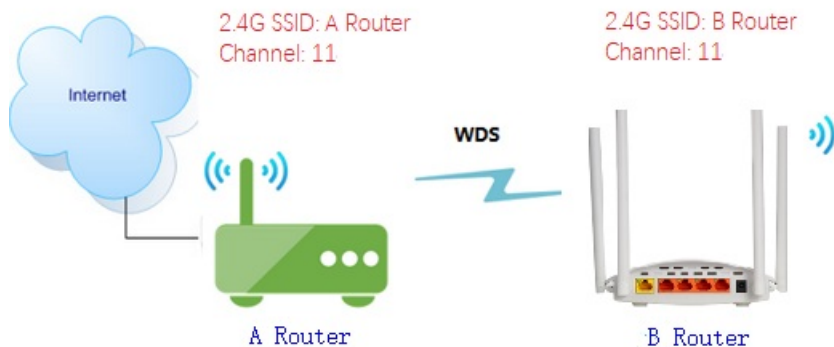 2.4G SSID: A Router
Channel: 11
2.4G SSID: B Router
Channel: 11
Internet
WDS
A Router
B Router